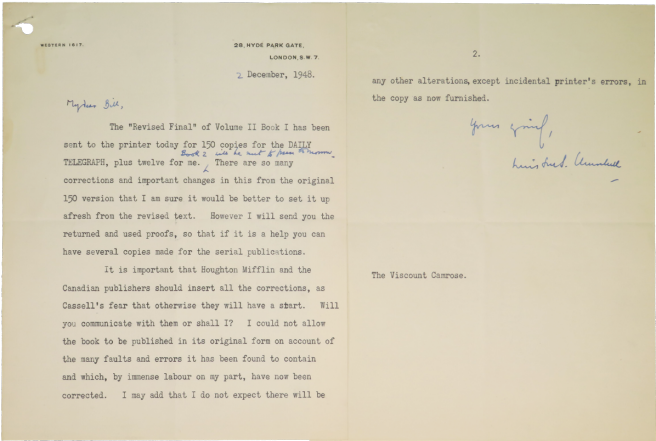 WESTERN 1617.
28, HYDE PARK GATE,
LONDON, S.W. 7.
2 December, 1948.
My dear Bill,
The "Revised Final" of Volume II Book I has been
sent to the printer today for 150 copies for the DAILY
Book 2 will be sent to press tomorrow
TELEGRAPH, plus twelve for me. There are so many
corrections and important changes in this from the original
150 version that I am sure it would be better to set it up
afresh from the revised text. However I will send you the
returned and used proofs, so that if it is a help you can
have several copies made for the serial publications.
It is important that Houghton Mifflin and the
Canadian publishers should insert all the corrections, as
Cassell's fear that otherwise they will have a start. Will
you communicate with them or shall I? I could not allow
the book to be published in its original form on account of
the many faults and errors it has been found to contain
and which, by immense labour on my part, have now been
corrected. I may add that I do not expect there will be
2.
any other alterations, except incidental printer's errors, in
the copy as now furnished.
Yours
Winston S. Churchill
The Viscount Camrose.